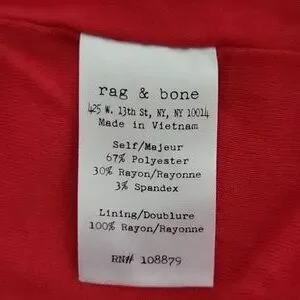 rag & bone
425 W. 13th St, NY, NY 10014
Made in Vietnam
Self/Majeur
67% Polyester
30% Rayon/Rayonne
3% Spandex
Lining/Doublure
100% Rayon/Rayonne
RN# 108879